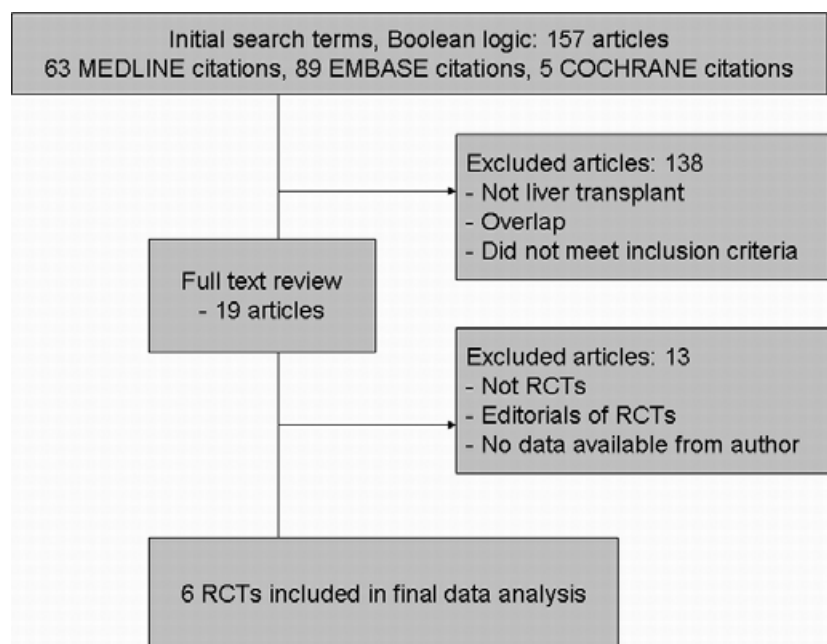 Initial search terms, Boolean logic: 157 articles
63 MEDLINE citations, 89 EMBASE citations, 5 COCHRANE citations
Excluded articles: 138
- Not liver transplant
- Overlap
- Did not meet inclusion criteria
Full text review
- 19 articles
Excluded articles: 13
- Not RCTs
- Editorials of RCTs
- No data available from author
6 RCTs included in final data analysis